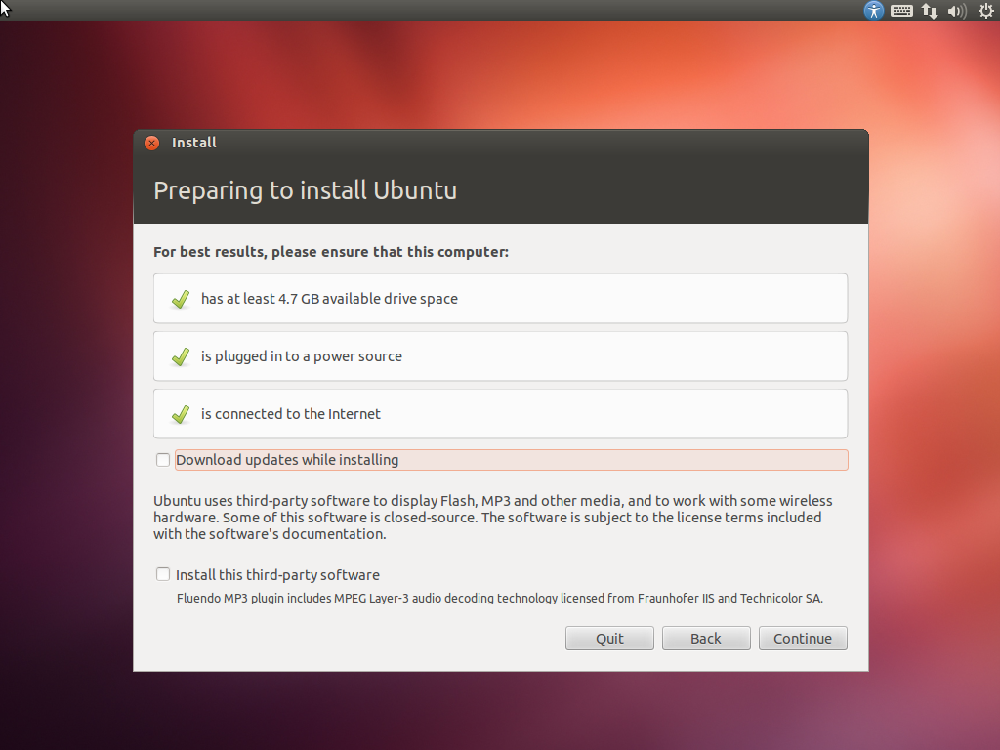 Install
Preparing to install Ubuntu
For best results, please ensure that this computer:
has at least 4.7 GB available drive space
is plugged in to a power source
is connected to the Internet
Download updates while installing
Ubuntu uses third-party software to display Flash, MP3 and other media, and to work with some wireless
hardware. Some of this software is closed-source. The software is subject to the license terms included
with the software's documentation.
Install this third-party software
Fluendo MP3 plugin includes MPEG Layer-3 audio decoding technology licensed from Fraunhofer IIS and Technicolor SA.
Quit Back Continue